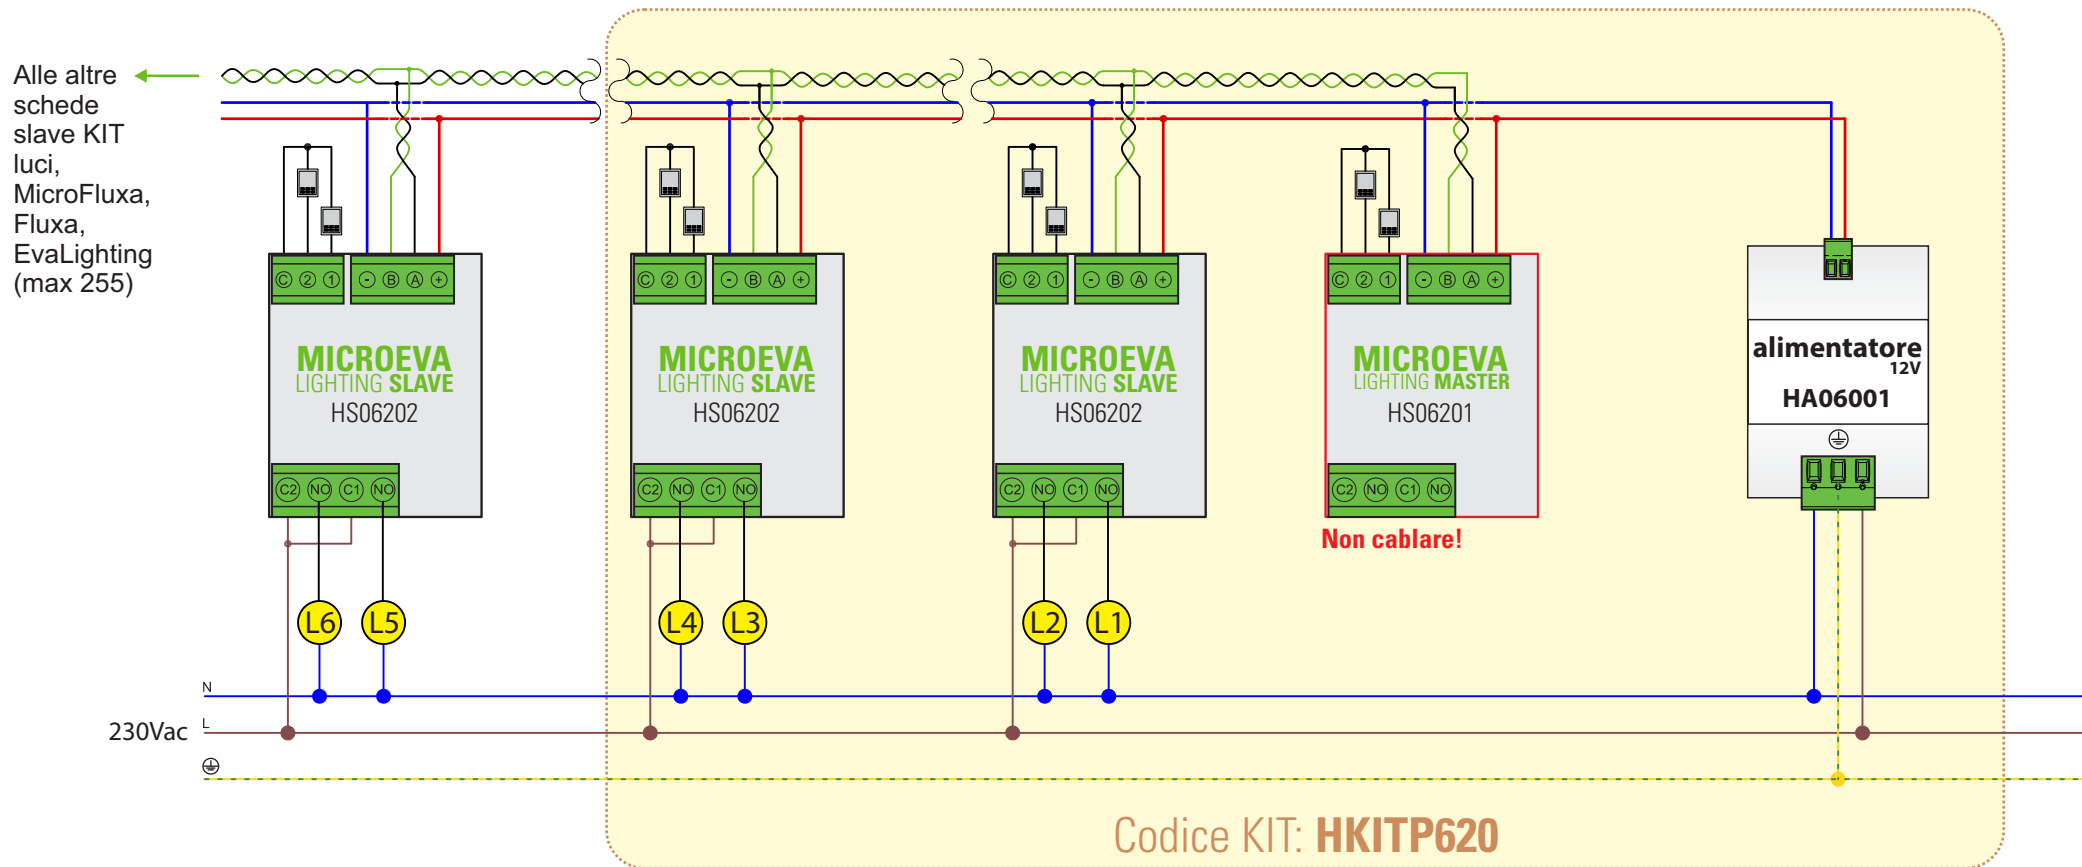 Alle altre
schede
slave KIT
luci,
MicroFluxa,
Fluxa,
EvaLighting
(max 255)
C 2 1 - B A +
MICROEVA
LIGHTING SLAVE
HS06202
C2 NO C1 NO
L6 L5
C 2 1 - B A +
MICROEVA
LIGHTING SLAVE
HS06202
C2 NO C1 NO
L4 L3
C 2 1 - B A +
MICROEVA
LIGHTING SLAVE
HS06202
C2 NO C1 NO
L2 L1
C 2 1 - B A +
MICROEVA
LIGHTING MASTER
HS06201
C2 NO C1 NO
Non cablare!
alimentatore
12V
HA06001
N
230Vac L
Codice KIT: HKITP620